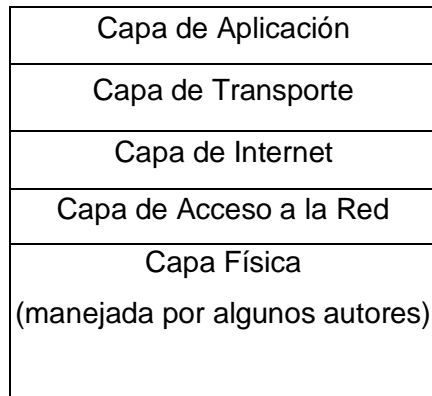 Capa de Aplicación
Capa de Transporte
Capa de Internet
Capa de Acceso a la Red
Capa Física
(manejada por algunos autores)